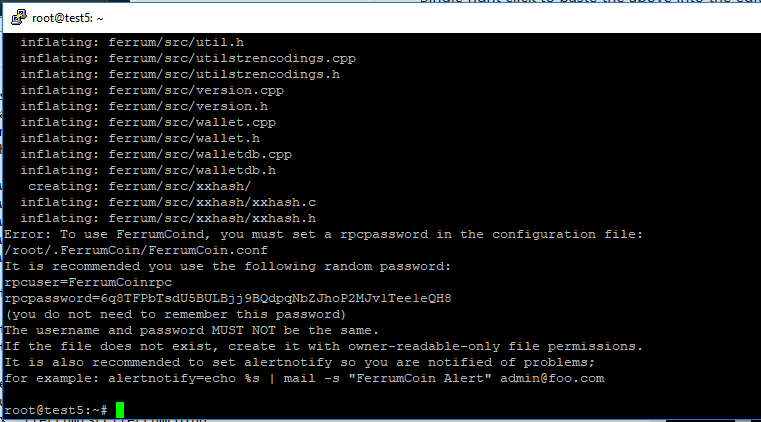 root@test5: ~
inflating: ferrum/src/util.h
inflating: ferrum/src/utilstrencodings.cpp
inflating: ferrum/src/utilstrencodings.h
inflating: ferrum/src/version.cpp
inflating: ferrum/src/version.h
inflating: ferrum/src/wallet.cpp
inflating: ferrum/src/wallet.h
inflating: ferrum/src/walletdb.cpp
inflating: ferrum/src/walletdb.h
creating: ferrum/src/xxhash/
inflating: ferrum/src/xxhash/xxhash.c
inflating: ferrum/src/xxhash/xxhash.h
Error: To use FerrumCoind, you must set a rpcpassword in the configuration file:
/root/.FerrumCoin/FerrumCoin.conf
It is recommended you use the following random password:
rpcuser=FerrumCoinrpc
rpcpassword=6q8TFPbTsdU5BULBjj9BQdpqNbZJhoP2MJv1Tee1eQH8
(you do not need to remember this password)
The username and password MUST NOT be the same.
If the file does not exist, create it with owner-readable-only file permissions.
It is also recommended to set alertnotify so you are notified of problems;
for example: alertnotify=echo %s | mail -s "FerrumCoin Alert" admin@foo.com
root@test5:~#